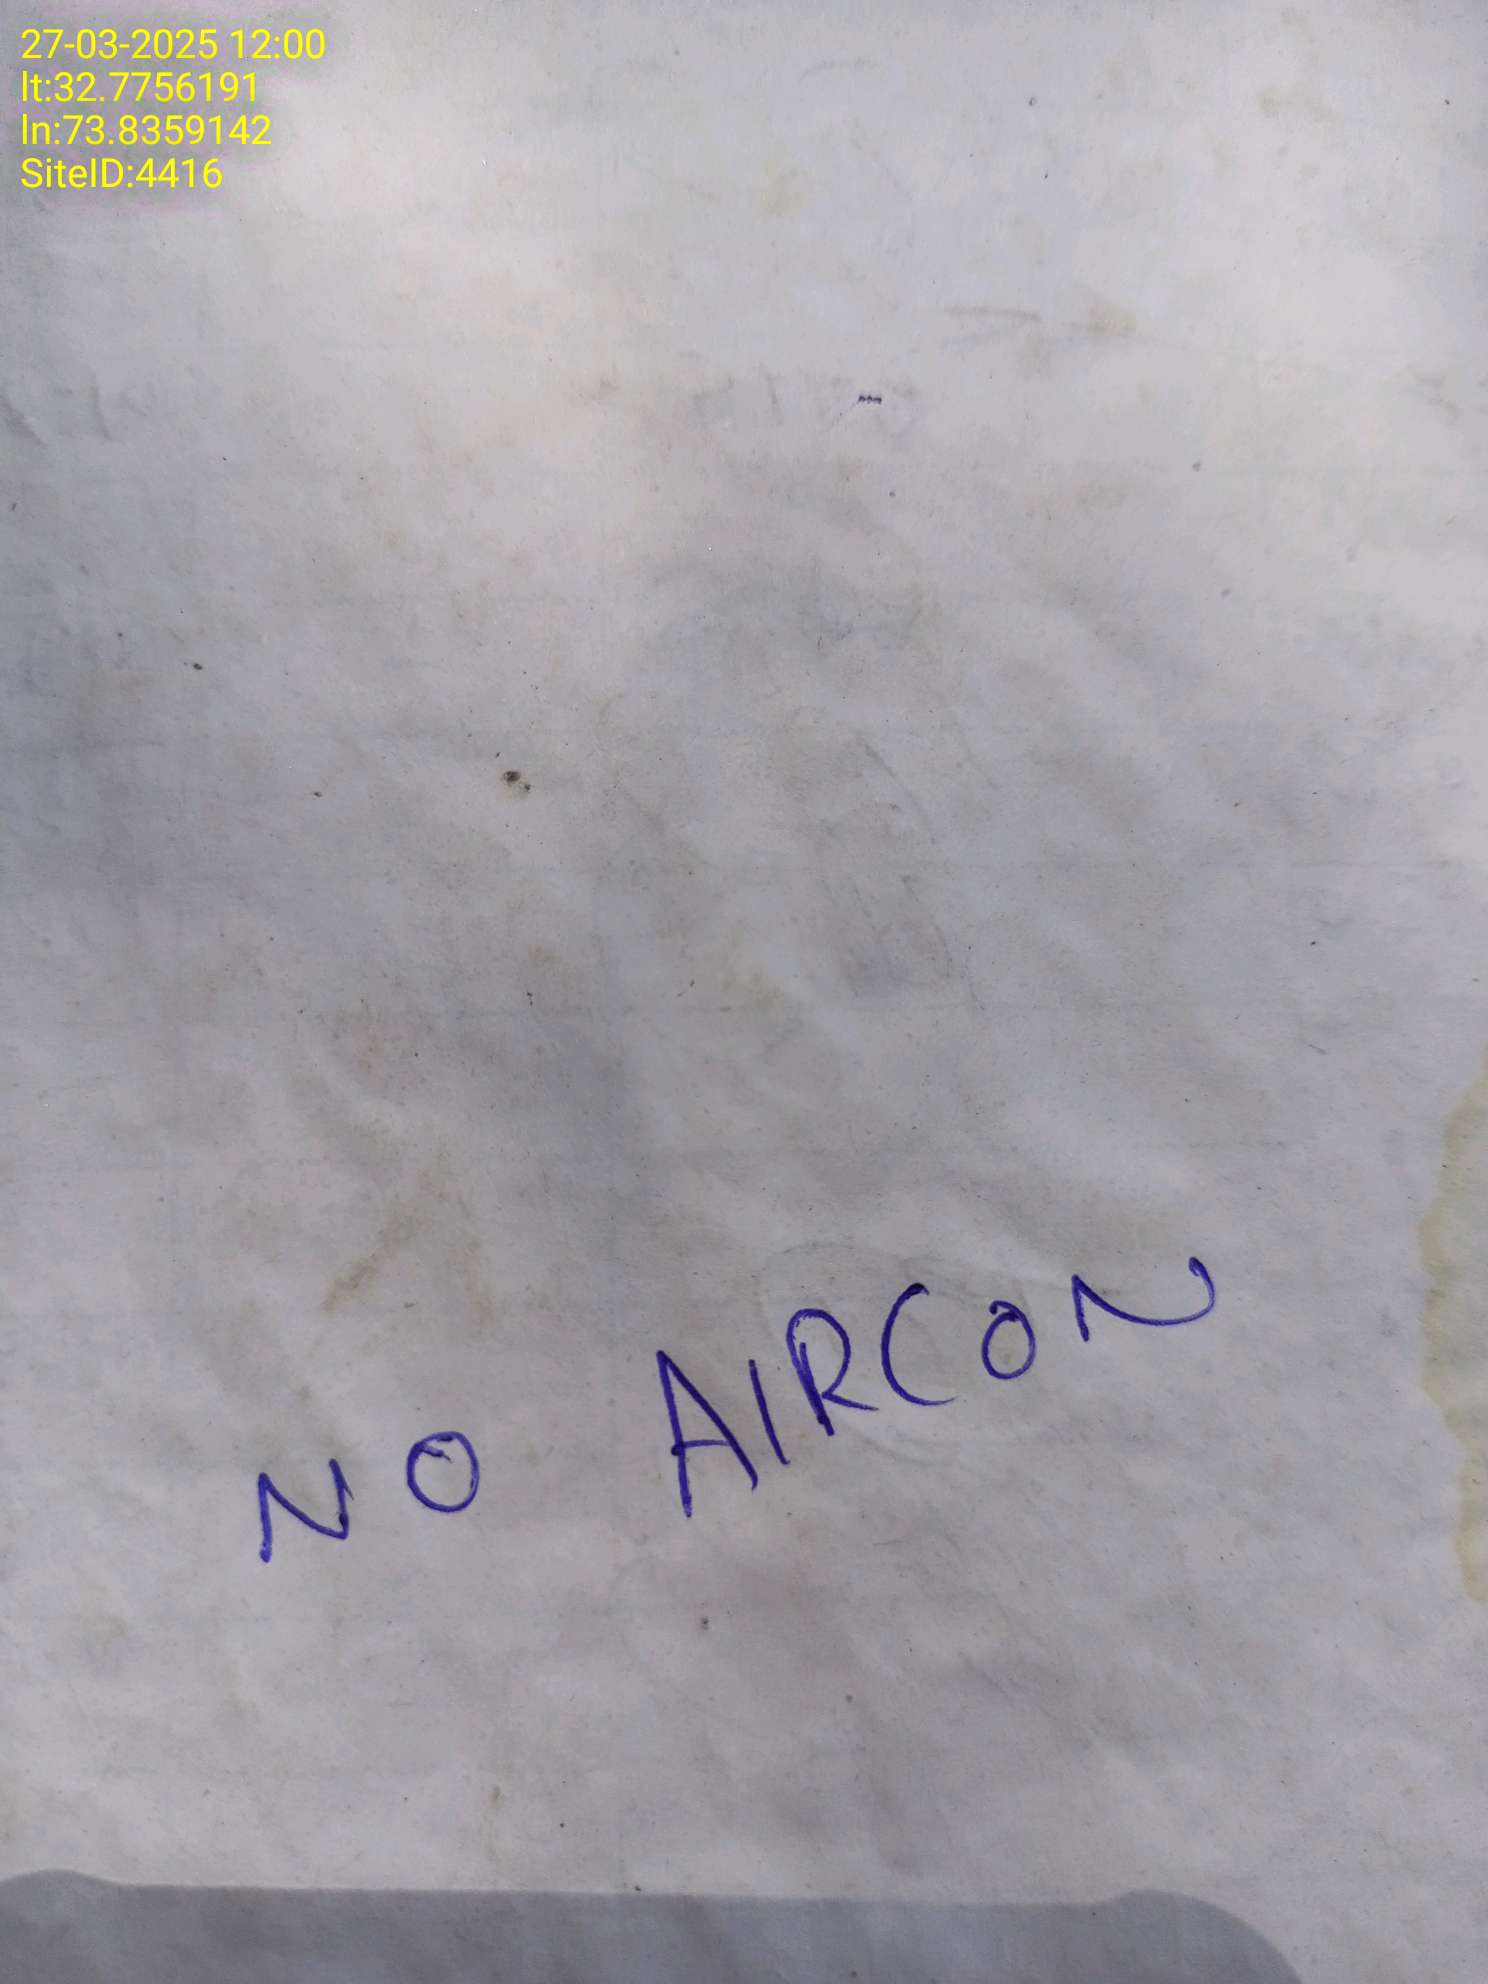 27-03-2025 12:00
lt:32.7756191
ln:73.8359142
SiteID:4416
NO AIRCON